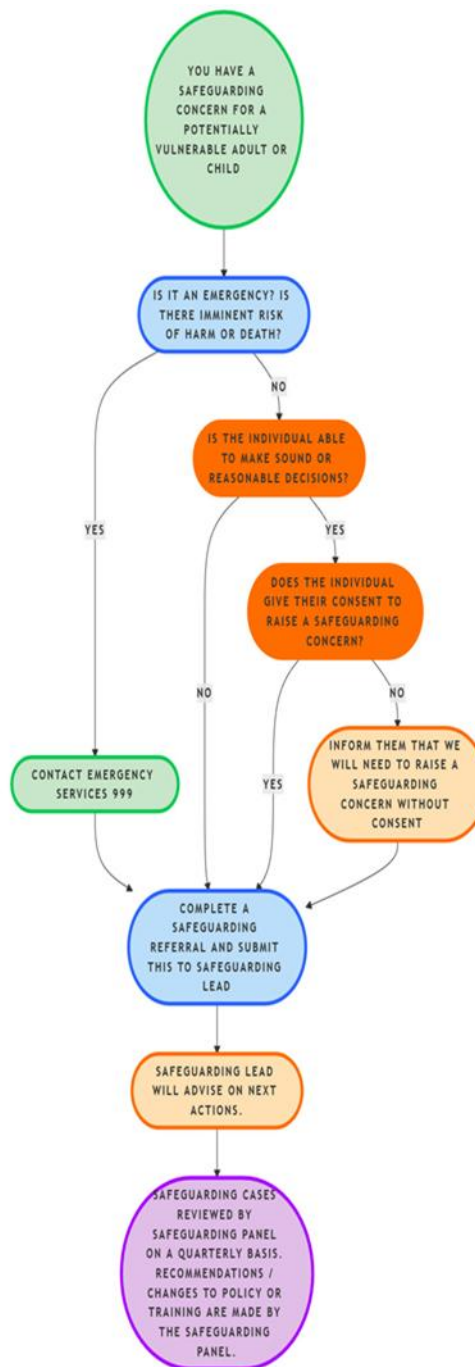 YOU HAVE A
SAFEGUARDING
CONCERN FOR A
POTENTIALLY
VULNERABLE ADULT OR
CHILD
IS IT AN EMERGENCY? IS
THERE IMMINENT RISK
OF HARM OR DEATH?
NO
IS THE INDIVIDUAL ABLE
TO MAKE SOUND OR
REASONABLE DECISIONS?
YES
YES
DOES THE INDIVIDUAL
GIVE THEIR CONSENT TO
RAISE A SAFEGUARDING
CONCERN?
NO
NO
YES
INFORM THEM THAT WE
WILL NEED TO RAISE A
SAFEGUARDING
CONCERN WITHOUT
CONSENT
CONTACT EMERGENCY
SERVICES 999
COMPLETE A
SAFEGUARDING
REFERRAL AND SUBMIT
THIS TO SAFEGUARDING
LEAD
SAFEGUARDING LEAD
WILL ADVISE ON NEXT
ACTIONS.
SAFEGUARDING CASES
REVIEWED BY
SAFEGUARDING PANEL
ON A QUARTERLY BASIS.
RECOMMENDATIONS /
CHANGES TO POLICY OR
TRAINING ARE MADE BY
THE SAFEGUARDING
PANEL.